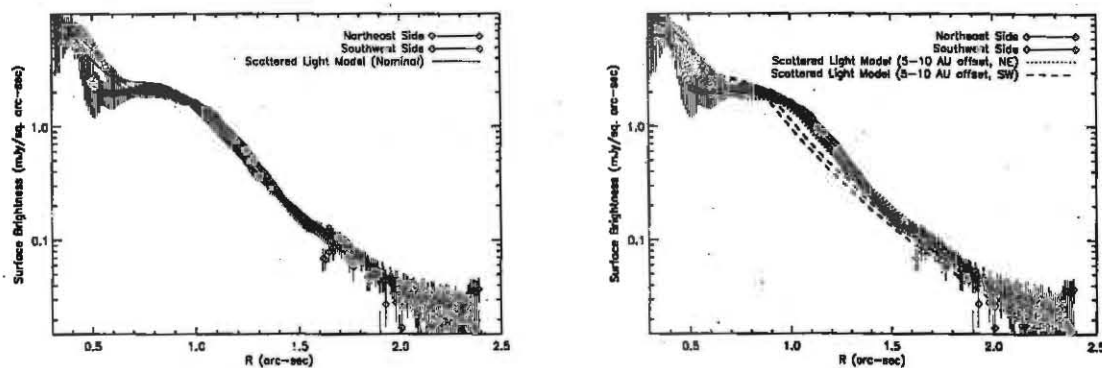 Northeast Side
Southwest Side
Scattered Light Model (Nominal)
Surface Brightness (mJy/sq. arc-sec)
1.0
0.1
0.5
1.0
1.5
2.0
2.5
R (arc-sec)
Northeast Side
Southwest Side
Scattered Light Model (5-10 AU offset, NE)
Scattered Light Model (5-10 AU offset, SW)
Surface Brightness (mJy/sq. arc-sec)
1.0
0.1
0.5
1.0
1.5
2.0
2.5
R (arc-sec)